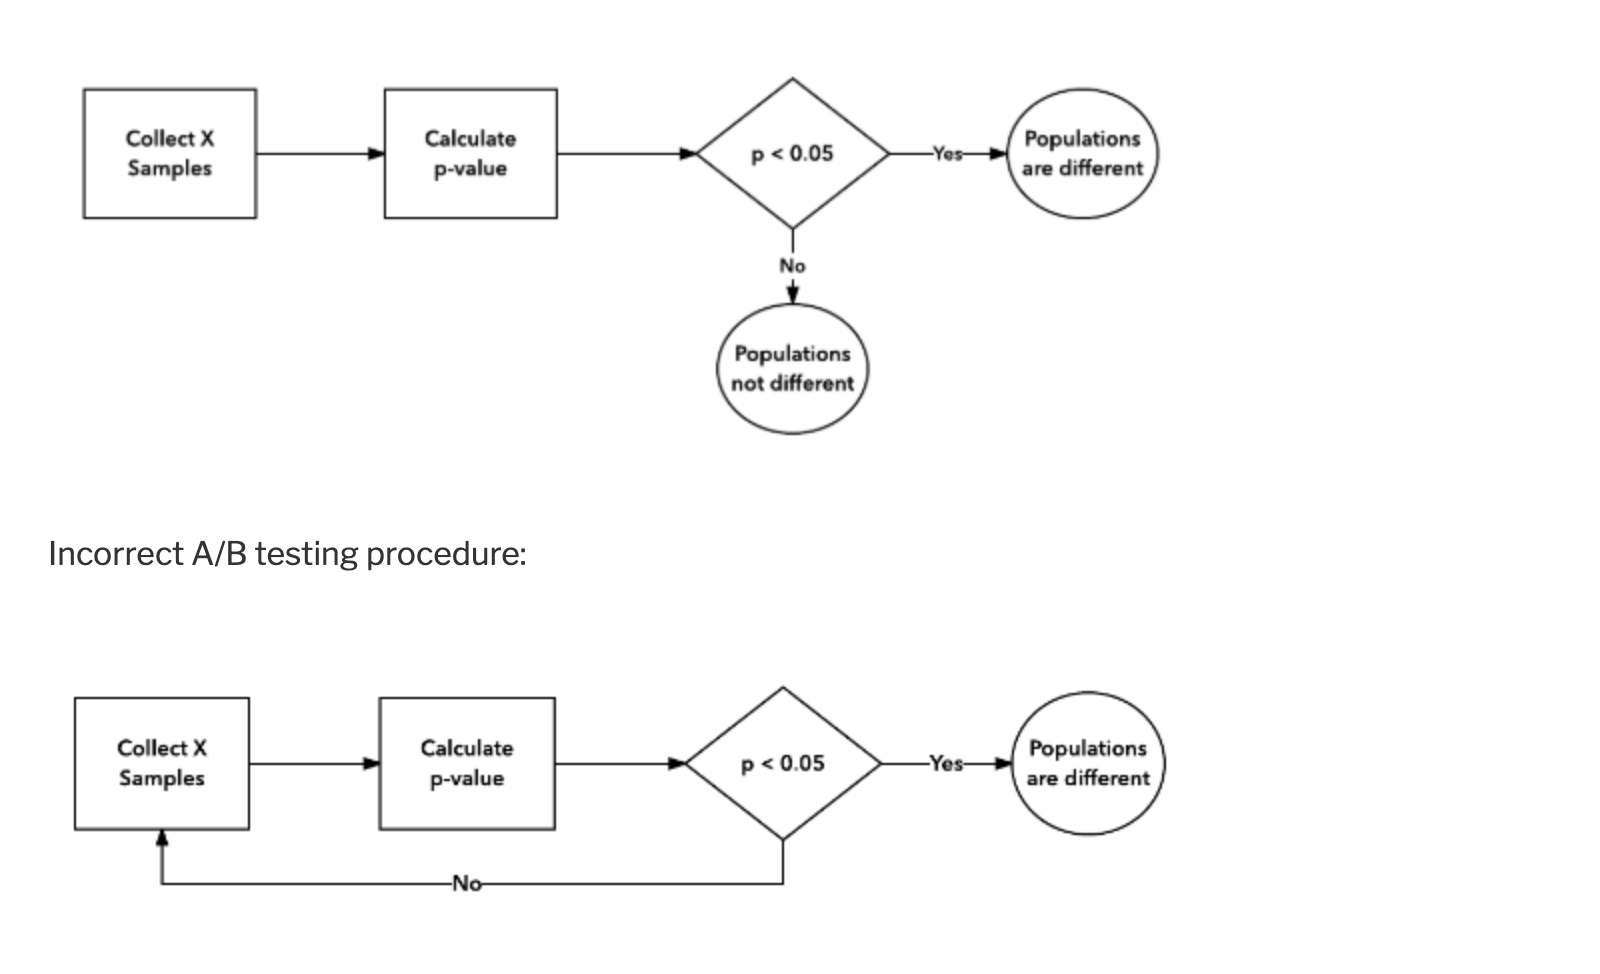 Collect X
Samples
Calculate
p-value
p < 0.05
Yes
Populations
are different
No
Populations
not different
Incorrect A/B testing procedure:
Collect X
Samples
Calculate
p-value
p < 0.05
Yes
Populations
are different
No